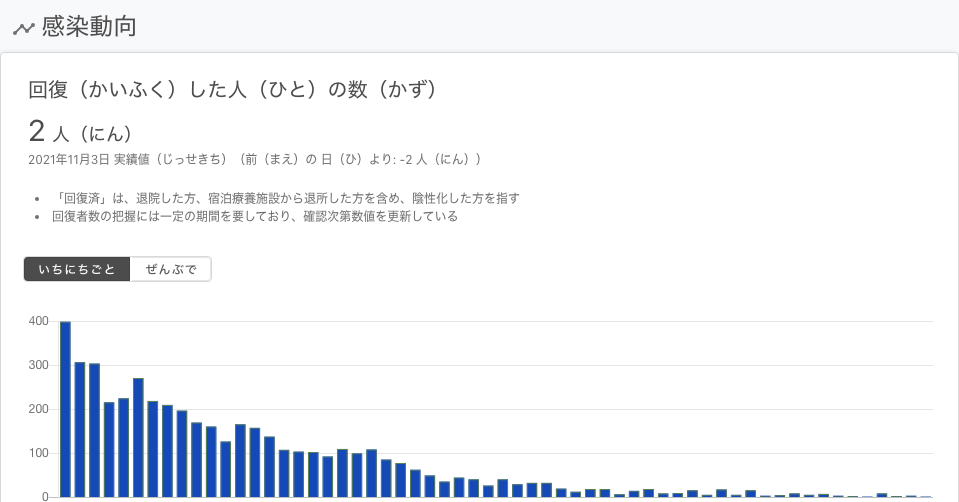 感染動向
回復（かいふく）した人（ひと）の数（かず）
2 人（にん）
2021年11月3日 実績値（じっせきち）（前（まえ）の 日（ひ）より: -2 人（にん））
• 「回復済」は、退院した方、宿泊療養施設から退所した方を含め、陰性化した方を指す
• 回復者数の把握には一定の期間を要しており、確認次第数値を更新している
いちにちごと ぜんぶで
400
300
200
100
0